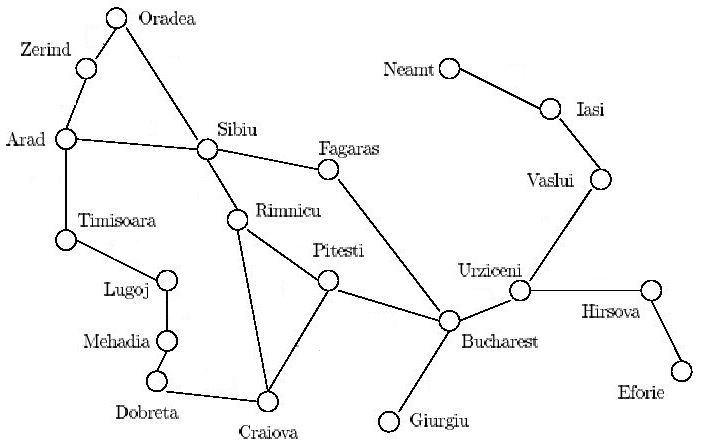 Oradea
Zerind
Neamt
Iasi
Sibiu
Arad
Fagaras
Vaslui
Rimnicu
Timisoara
Pitesti
Urziceni
Lugoj
Hirsova
Mehadia
Bucharest
Eforie
Dobreta
Giurgiu
Craiova